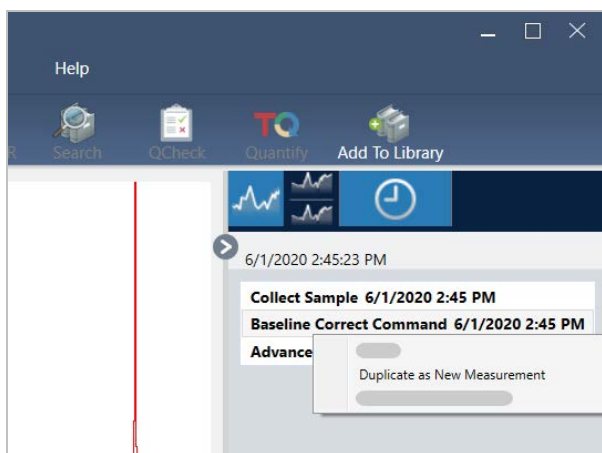 Help
R Search QCheck Quantify Add To Library
TQ
6/1/2020 2:45:23 PM
Collect Sample 6/1/2020 2:45 PM
Baseline Correct Command 6/1/2020 2:45 PM
Advance
Duplicate as New Measurement